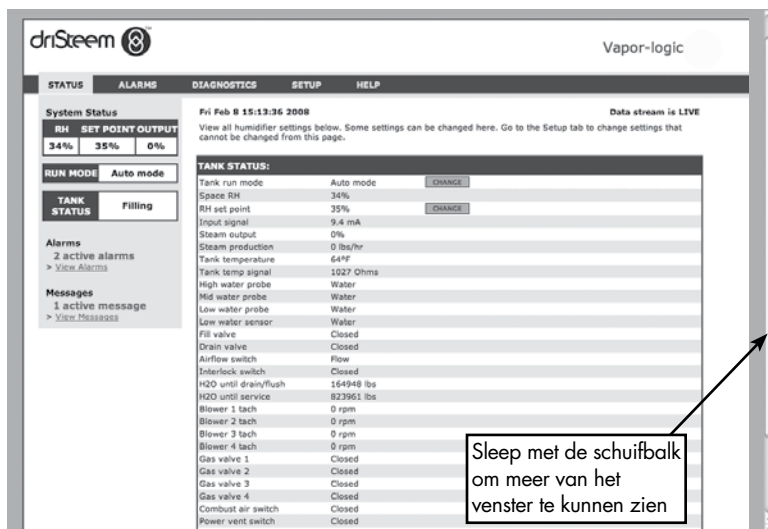 driSteem
Vapor-logic
STATUS ALARMS DIAGNOSTICS SETUP HELP
System Status
RH SET POINT OUTPUT
34% 35% 0%
RUN MODE Auto mode
TANK STATUS Filling
Alarms
2 active alarms
> View Alarms
Messages
1 active message
> View Messages
Fri Feb 8 15:13:36 2008 Data stream is LIVE
View all humidifier settings below. Some settings can be changed here. Go to the Setup tab to change settings that
cannot be changed from this page.
TANK STATUS:
Tank run mode Auto mode CHANGE
Space RH 34%
RH set point 35% CHANGE
Input signal 9.4 mA
Steam output 0%
Steam production 0 lbs/hr
Tank temperature 64ºF
Tank temp signal 1027 Ohms
High water probe Water
Mid water probe Water
Low water probe Water
Low water sensor Water
Fill valve Closed
Drain valve Closed
Airflow switch Flow
Interlock switch Closed
H2O until drain/flush 164948 lbs
H2O until service 823961 lbs
Blower 1 tach 0 rpm
Blower 2 tach 0 rpm
Blower 3 tach 0 rpm
Blower 4 tach 0 rpm
Gas valve 1 Closed
Gas valve 2 Closed
Gas valve 3 Closed
Gas valve 4 Closed
Combust air switch Closed
Power vent switch Closed
Sleep met de schuifbalk
om meer van het
venster te kunnen zien